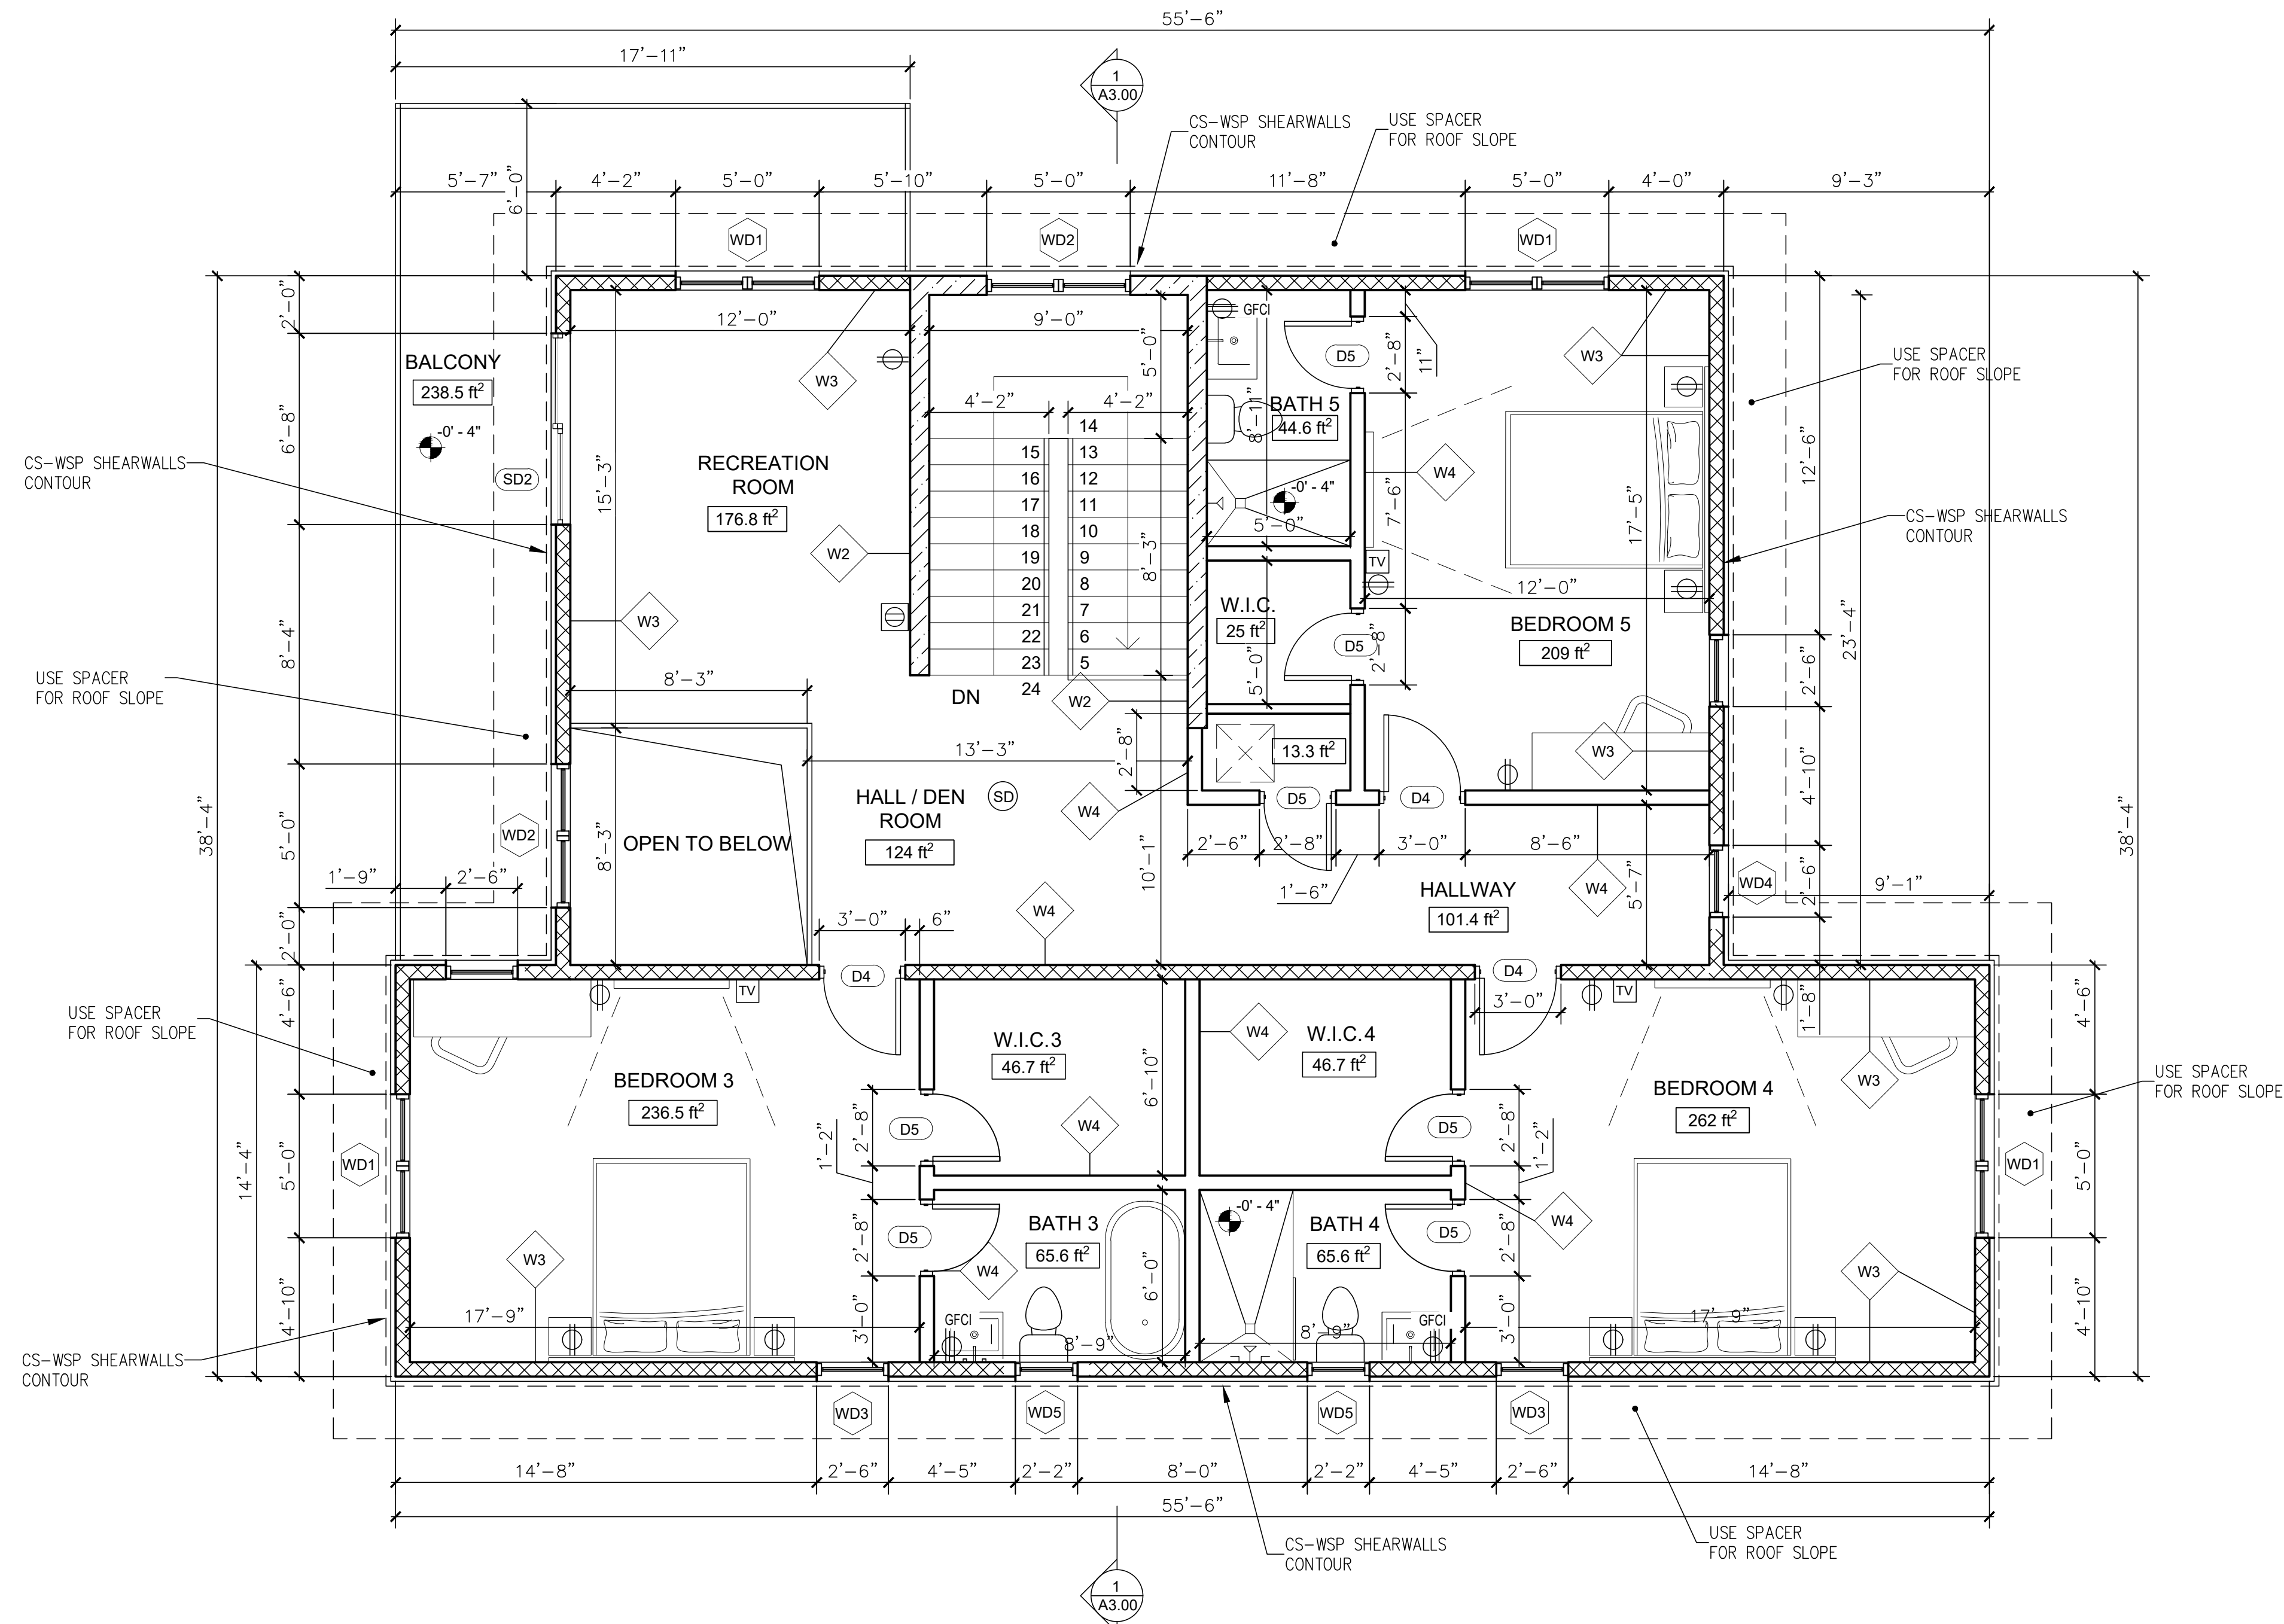 55'-6"
17'-11"
1
A3.00
CS-WSP SHEARWALLS
CONTOUR
USE SPACER
FOR ROOF SLOPE
5'-7"
6'-0"
4'-2"
5'-0"
5'-10"
5'-0"
11'-8"
5'-0"
4'-0"
9'-3"
WD1
WD2
WD1
2'-0"
12'-0"
9'-0"
GFCI
5'-0"
D5
2'-8"
11"
W3
USE SPACER
FOR ROOF SLOPE
BALCONY
238.5 ft²
-0' - 4"
W3
4'-2"
4'-2"
BATH 5
44.6 ft²
8'-11"
6'-8"
CS-WSP SHEARWALLS
CONTOUR
SD2
15'-3"
RECREATION
ROOM
176.8 ft²
W2
14
15 13
16 12
17 11
18 10
19 9
20 8
21 7
22 6
23 5
24
8'-3"
-0' - 4"
5'-0"
W4
7'-6"
17'-5"
12'-6"
CS-WSP SHEARWALLS
CONTOUR
TV
12'-0"
W.I.C.
25 ft²
5'-0"
D5
2'-8"
BEDROOM 5
209 ft²
23'-4"
38'-4"
38'-4"
8'-4"
W3
USE SPACER
FOR ROOF SLOPE
8'-3"
DN
W2
2'-6"
13'-3"
2'-8"
13.3 ft²
W3
4'-10"
HALL / DEN
ROOM
124 ft²
SD
W4
D5
D4
5'-0"
WD2
8'-3"
OPEN TO BELOW
10'-1"
2'-6"
2'-8"
3'-0"
8'-6"
1'-6"
W4
5'-7"
HALLWAY
101.4 ft²
WD4
2'-6"
9'-1"
1'-9"
2'-6"
2'-0"
3'-0"
6"
W4
D4
D4
TV
3'-0"
TV
1'-8"
4'-6"
4'-6"
USE SPACER
FOR ROOF SLOPE
W.I.C.3
46.7 ft²
W4
W.I.C.4
46.7 ft²
BEDROOM 3
236.5 ft²
6'-10"
BEDROOM 4
262 ft²
W3
USE SPACER
FOR ROOF SLOPE
14'-4"
5'-0"
WD1
1'-2"
2'-8"
D5
W4
D5
2'-8"
1'-2"
WD1
5'-0"
2'-8"
D5
BATH 3
65.6 ft²
W4
-0' - 4"
BATH 4
65.6 ft²
D5
2'-8"
W4
W3
W3
4'-10"
17'-9"
3'-0"
GFCI
6'-0"
8'-9"
8'-9"
GFCI
3'-0"
17'-9"
4'-10"
CS-WSP SHEARWALLS
CONTOUR
WD3
WD5
WD5
WD3
14'-8"
2'-6"
4'-5"
2'-2"
8'-0"
2'-2"
4'-5"
2'-6"
14'-8"
55'-6"
CS-WSP SHEARWALLS
CONTOUR
USE SPACER
FOR ROOF SLOPE
1
A3.00